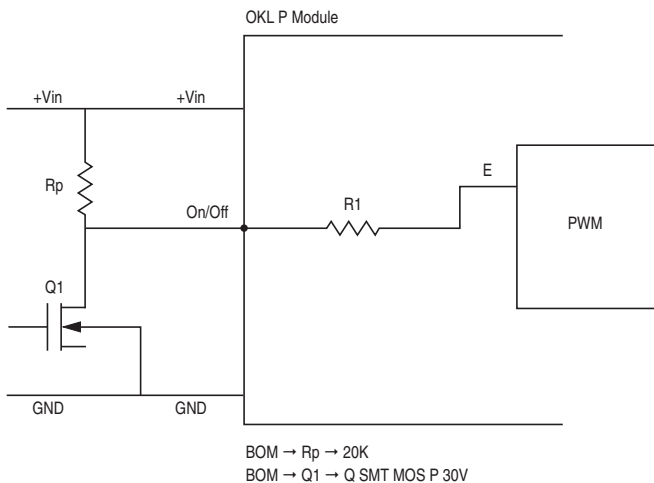 OKL P Module
+Vin +Vin
E
Rp
R1
On/Off
PWM
Q1
GND GND
BOM → Rp → 20K
BOM → Q1 → Q SMT MOS P 30V